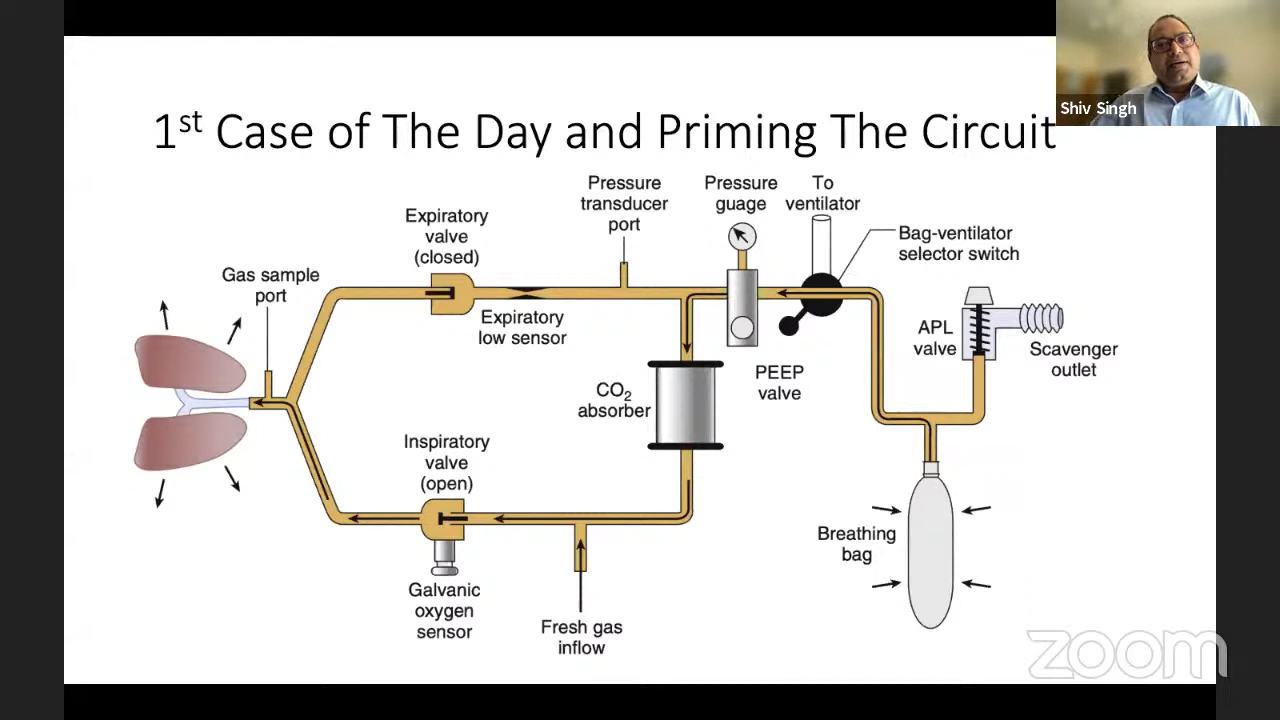 Shiv Singh
1st Case of The Day and Priming The Circuit
Pressure
transducer
port
Pressure
guage
To
ventilator
Expiratory
valve
(closed)
Bag-ventilator
selector switch
Gas sample
port
Expiratory
low sensor
APL
valve
Scavenger
outlet
PEEP
valve
CO2
absorber
Inspiratory
valve
(open)
Breathing
bag
Galvanic
oxygen
sensor
Fresh gas
inflow
zoom